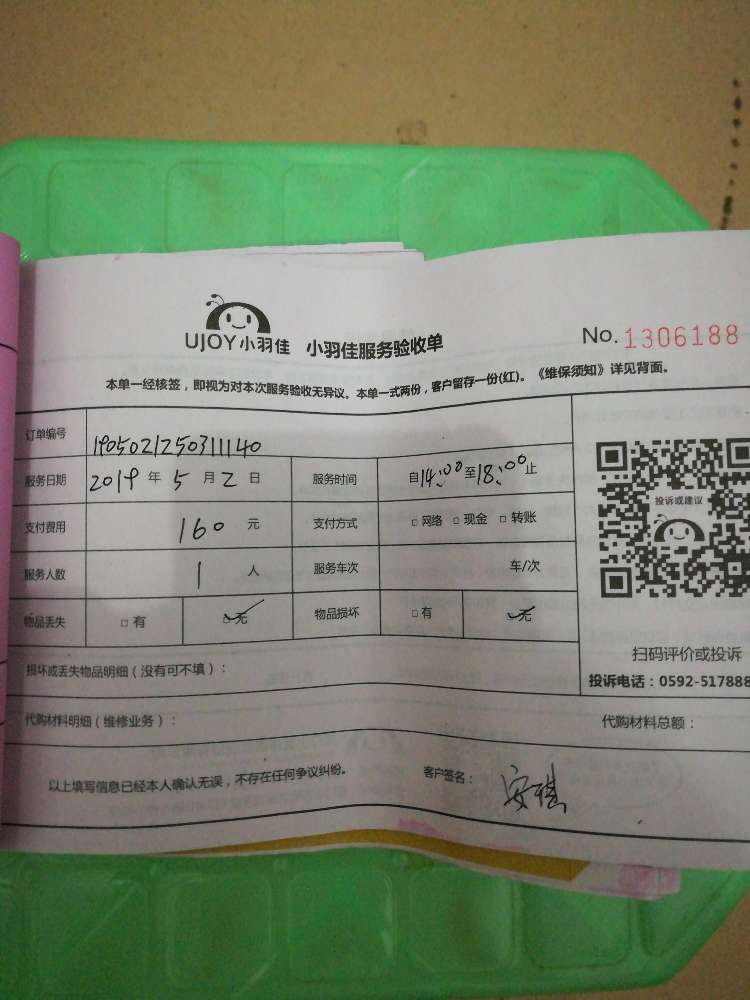 UJOY小羽佳 小羽佳服务验收单 No. 1306188
本单一经核签，即视为对本次服务验收无异议。本单一式两份，客户留存一份(红)。《维保须知》详见背面。
订单编号 190502125031140
服务日期 2019 年 5 月 2 日 服务时间 自14:00至18:00止
支付费用 160 元 支付方式 □ 网络 □ 现金 □ 转账
服务人数 1 人 服务车次 车/次
物品丢失 □ 有 ☑ 无 物品损坏 □ 有 ☑ 无
投诉或建议
扫码评价或投诉
投诉电话：0592-517888
损坏或丢失物品明细（没有可不填）：
代购材料明细（维修业务）： 代购材料总额：
以上填写信息已经本人确认无误，不存在任何争议纠纷。 客户签名：